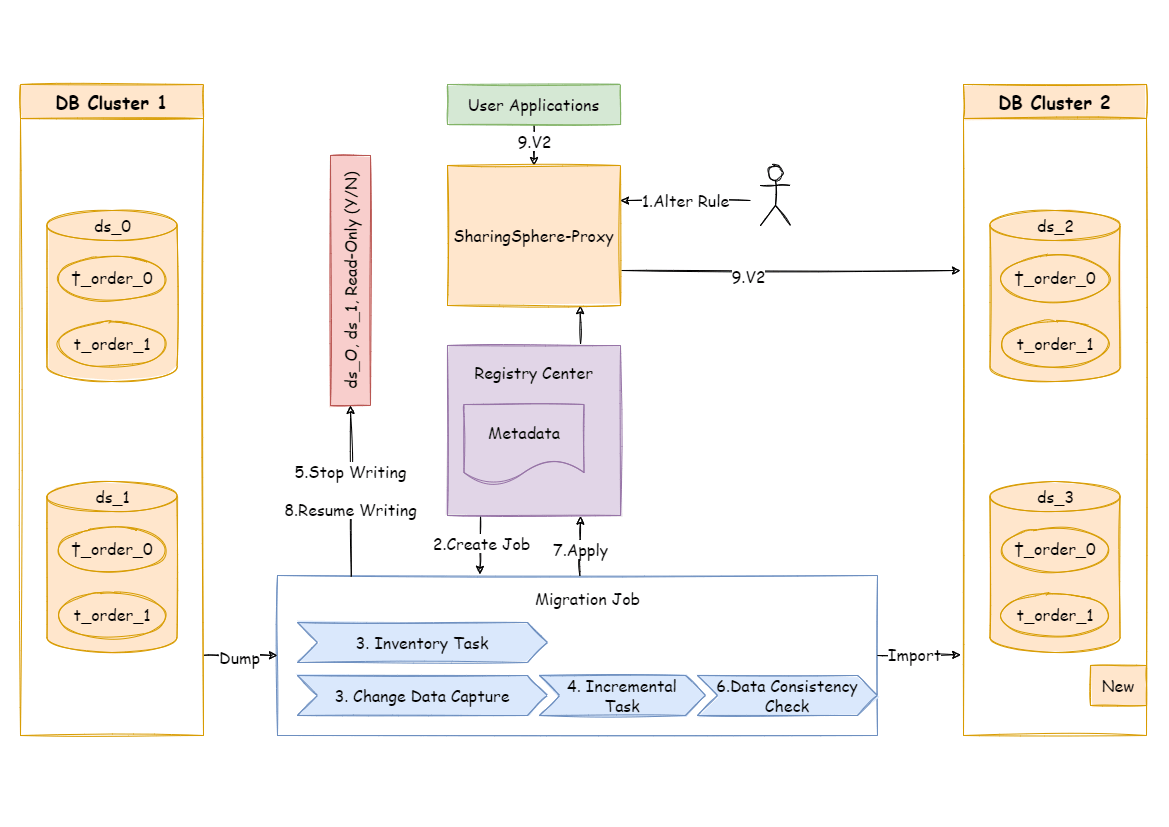 DB Cluster 1
User Applications
DB Cluster 2
9.V2
ds_0, ds_1, Read-Only (Y/N)
1.Alter Rule
SharingSphere-Proxy
9.V2
ds_0
t_order_0
t_order_1
ds_2
t_order_0
t_order_1
Registry Center
Metadata
5.Stop Writing
8.Resume Writing
2.Create Job
7.Apply
ds_1
t_order_0
t_order_1
ds_3
t_order_0
t_order_1
Migration Job
3. Inventory Task
Dump
Import
3. Change Data Capture
4. Incremental
Task
6.Data Consistency
Check
New